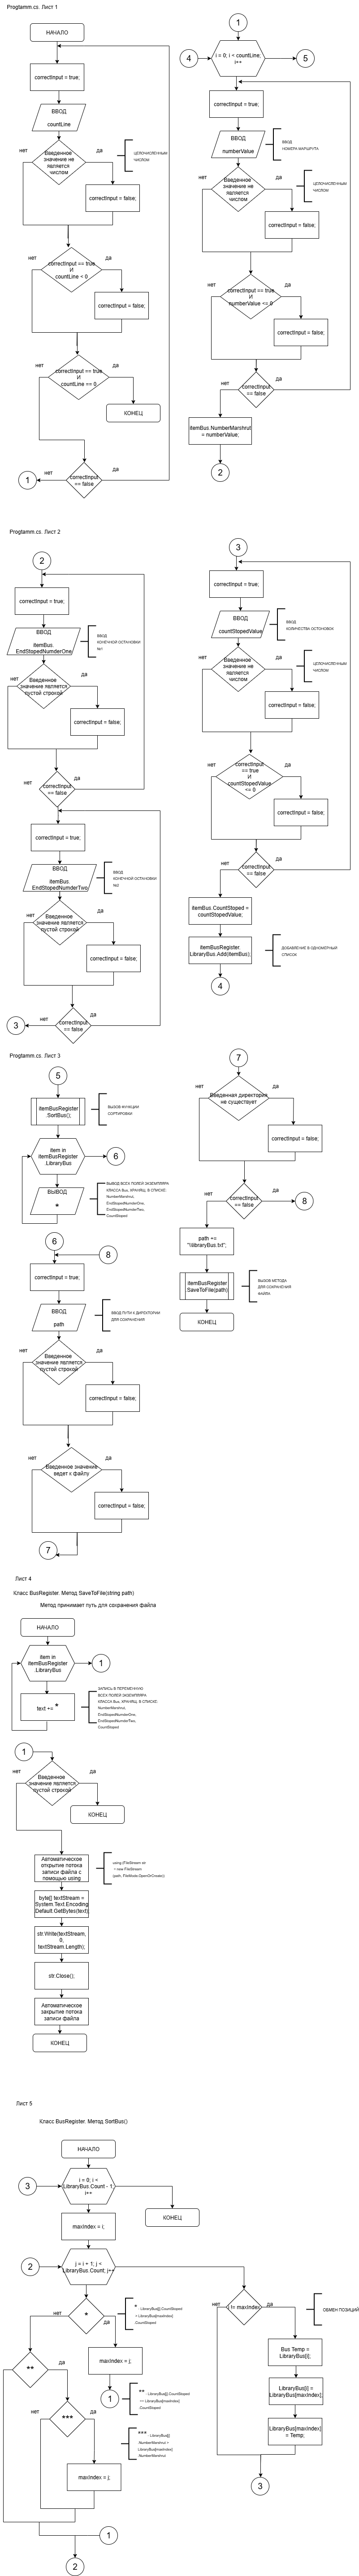 Progtamm.cs. Лист 1
НАЧАЛО
correctInput = true;
ВВОД
countLine
нет
Введенное
значение не
является
числом
да
ЦЕЛОЧИСЛЕННЫМ
ЧИСЛОМ
correctInput = false;
нет
correctInput == true
И
countLine < 0
да
correctInput = false;
нет
correctInput == true
И
countLine == 0
да
КОНЕЦ
1
нет
correctInput
== false
да
1
4
i = 0; i < countLine;
i++
5
correctInput = true;
ВВОД
numberValue
ВВОД
НОМЕРА МАРШРУТА
нет
Введенное
значение не
является
числом
да
ЦЕЛОЧИСЛЕННЫМ
ЧИСЛОМ
correctInput = false;
нет
correctInput == true
И
numberValue <= 0
да
correctInput = false;
нет
correctInput
== false
да
itemBus.NumberMarshrut
= numberValue;
2
Progtamm.cs. Лист 2
2
correctInput = true;
ВВОД
itemBus.
EndStopedNumderOne
ВВОД
КОНЕЧНОЙ ОСТАНОВКИ
№1
нет
Введенное
значение является
пустой строкой
да
correctInput = false;
нет
correctInput
== false
да
correctInput = true;
ВВОД
itemBus.
EndStopedNumderTwo
ВВОД
КОНЕЧНОЙ ОСТАНОВКИ
№2
нет
Введенное
значение является
пустой строкой
да
correctInput = false;
3
нет
correctInput
== false
да
3
correctInput = true;
ВВОД
countStopedValue
ВВОД
КОЛИЧЕСТВА ОСТОНОВОК
нет
Введенное
значение не
является
числом
да
ЦЕЛОЧИСЛЕННЫМ
ЧИСЛОМ
correctInput = false;
нет
correctInput
== true
И
countStopedValue
<= 0
да
correctInput = false;
нет
correctInput
== false
да
itemBus.CountStoped =
countStopedValue;
itemBusRegister.
LibraryBus.Add(itemBus);
ДОБАВЛЕНИЕ В ОДНОМЕРНЫЙ
СПИСОК
4
Progtamm.cs. Лист 3
5
itemBusRegister
.SortBus();
ВЫЗОВ ФУНКЦИИ
СОРТИРОВКИ
item in
itemBusRegister
.LibraryBus
6
ВЫВОД
*
ВЫВОД ВСЕХ ПОЛЕЙ ЭКЗЕМПЛЯРА
КЛАССА Bus, ХРАНЯЩ. В СПИСКЕ:
NumberMarshrut,
EndStopedNumderOne,
EndStopedNumderTwo,
CountStoped
6
8
correctInput = true;
ВВОД
path
ВВОД ПУТИ К ДИРЕКТОРИИ
ДЛЯ СОХРАНЕНИЯ
нет
Введенное
значение является
пустой строкой
да
correctInput = false;
нет
Введенное значение
ведет к файлу
да
correctInput = false;
7
7
нет
Введенная директория
не существует
да
correctInput = false;
нет
correctInput
== false
да
8
path +=
"\\libraryBus.txt";
itemBusRegister
.SaveToFile(path)
ВЫЗОВ МЕТОДА
ДЛЯ СОХРАНЕНИЯ
ФАЙЛА
КОНЕЦ
Лист 4
Класс BusRegister. Метод SaveToFile(string path)
Метод принимает путь для сохранения файла
НАЧАЛО
item in
itemBusRegister
.LibraryBus
1
text += *
ЗАПИСЬ В ПЕРЕМЕННУЮ
ВСЕХ ПОЛЕЙ ЭКЗЕМПЛЯРА
КЛАССА Bus, ХРАНЯЩ. В СПИСКЕ:
NumberMarshrut,
EndStopedNumderOne,
EndStopedNumderTwo,
CountStoped
1
нет
Введенное
значение является
пустой строкой
да
КОНЕЦ
Автоматическое
открытие потока
записи файла с
помощью using
using (FileStream str
= new FileStream
(path, FileMode.OpenOrCreate))
byte[] textStream =
System.Text.Encoding.
Default.GetBytes(text);
str.Write(textStream,
0,
textStream.Length);
str.Close();
Автоматическое
закрытие потока
записи файла
КОНЕЦ
Лист 5
Класс BusRegister. Метод SortBus()
НАЧАЛО
3
i = 0; i <
LibraryBus.Count - 1;
i++
КОНЕЦ
maxIndex = i;
2
j = i + 1; j <
LibraryBus.Count; j++
нет
*
да
* - LibraryBus[j].CountStoped
> LibraryBus[maxIndex]
.CountStoped
maxIndex = j;
1
нет
**
да
** - LibraryBus[j].CountStoped
== LibraryBus[maxIndex]
.CountStoped
нет
***
да
*** - LibraryBus[j]
.NumberMarshrut >
LibraryBus[maxIndex]
.NumberMarshrut
maxIndex = j;
1
2
нет
i != maxIndex
да
ОБМЕН ПОЗИЦИЙ
Bus Temp =
LibraryBus[i];
LibraryBus[i] =
LibraryBus[maxIndex];
LibraryBus[maxIndex]
= Temp;
3